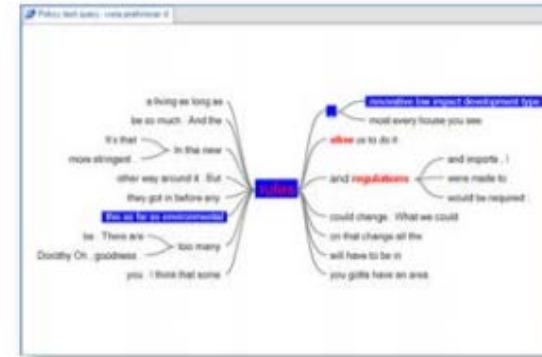 Policy text query -
a living as long as
be so much . And the
It's that
more stringent .
In the new
other way around it . But
they got in before any
this as far as environmental
be . There are
Dorothy Oh , goodness .
too many
you . I think that some
rules
innovative low impact development type
most every house you see
allow us to do it
and regulations
and imports . I
were made to
would be required .
could change . What we could
on that change all the
will have to be in
you gotta have an area